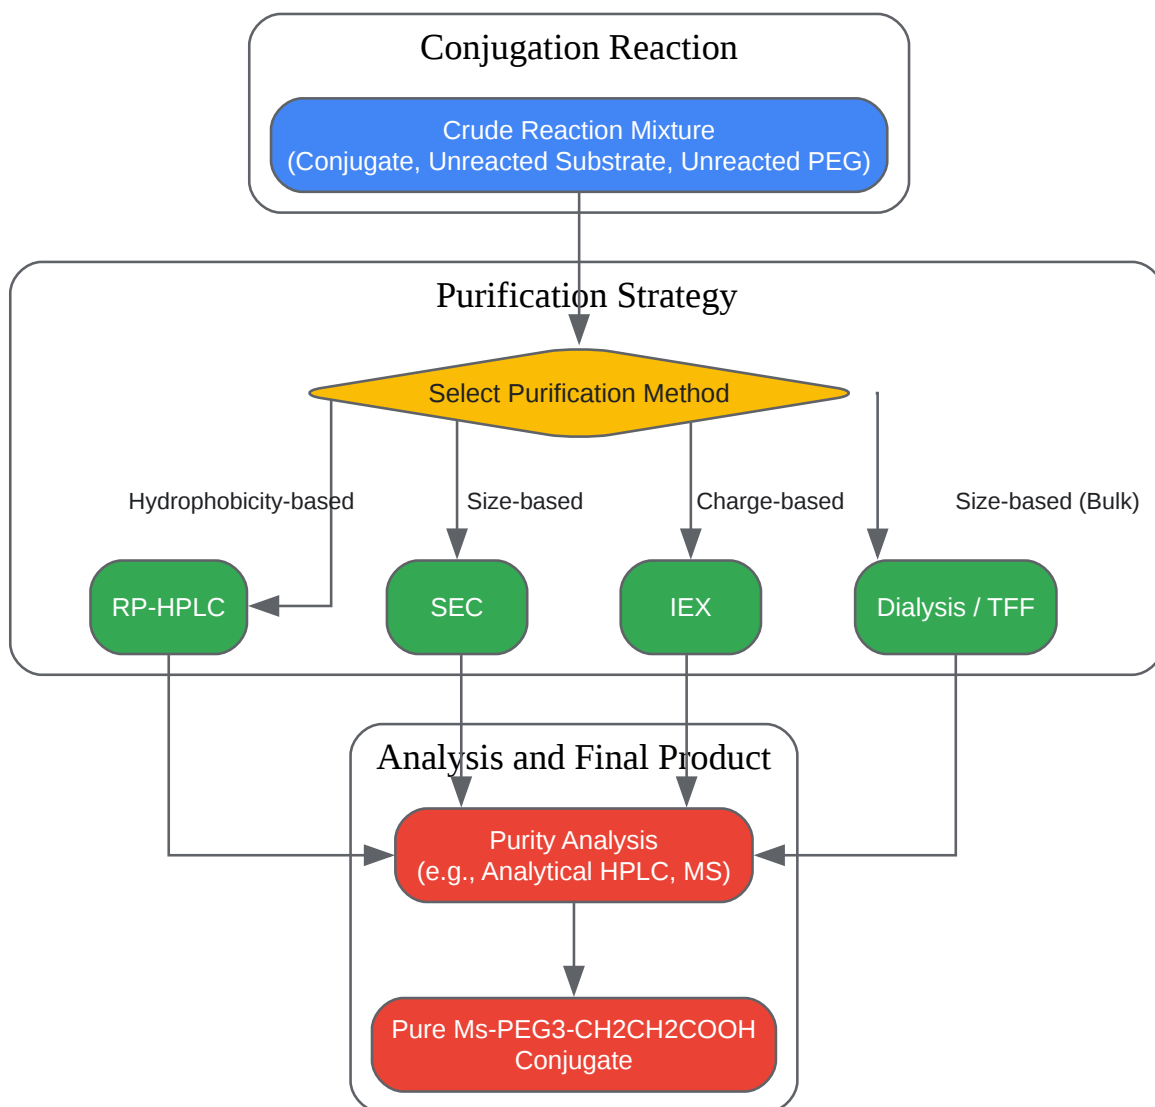 Conjugation Reaction
Crude Reaction Mixture
(Conjugate, Unreacted Substrate, Unreacted PEG)
Purification Strategy
Select Purification Method
Hydrophobicity-based
Size-based
Charge-based
Size-based (Bulk)
RP-HPLC
SEC
IEX
Dialysis / TFF
Analysis and Final Product
Purity Analysis
(e.g., Analytical HPLC, MS)
Pure Ms-PEG3-CH2CH2COOH
Conjugate